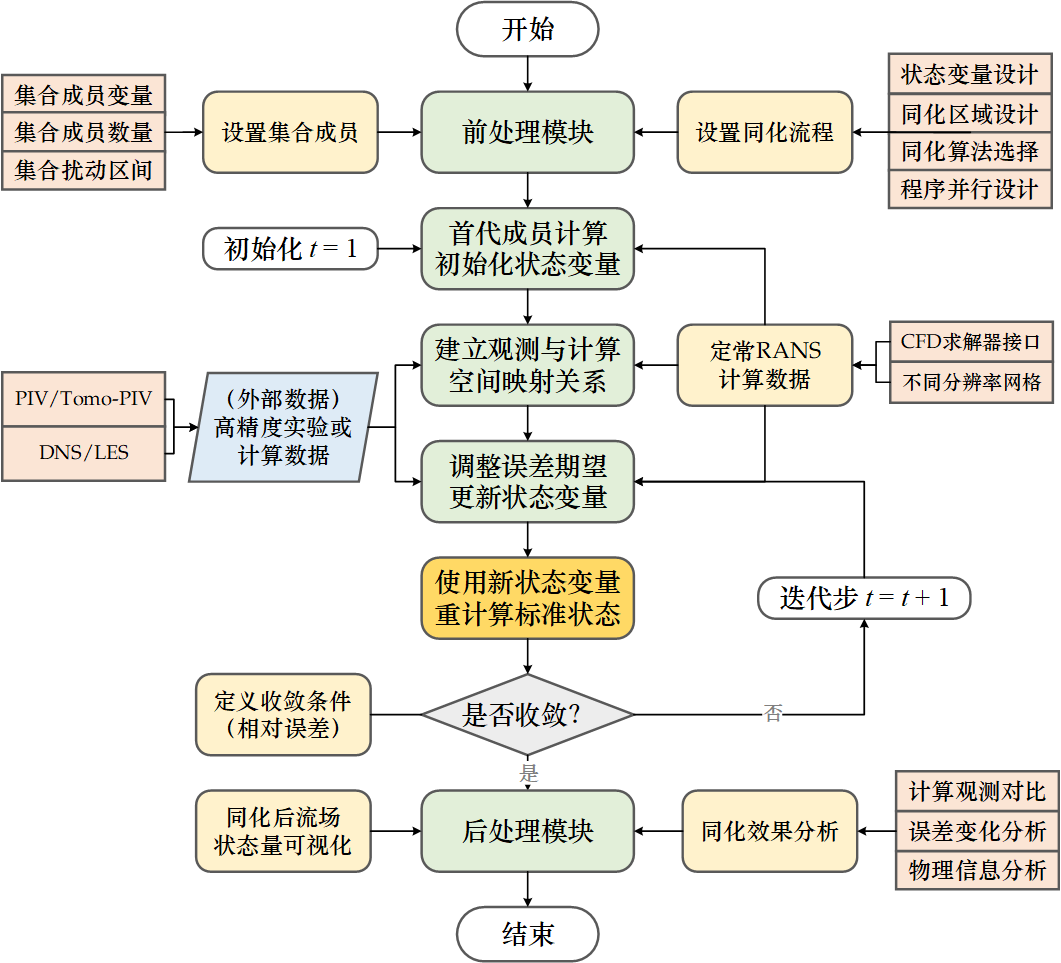 开始
集合成员变量
集合成员数量
集合扰动区间
设置集合成员
前处理模块
设置同化流程
状态变量设计
同化区域设计
同化算法选择
程序并行设计
初始化 t = 1
首代成员计算
初始化状态变量
建立观测与计算
空间映射关系
定常RANS
计算数据
CFD求解器接口
不同分辨率网格
PIV/Tomo-PIV
DNS/LES
（外部数据）
高精度实验或
计算数据
调整误差期望
更新状态变量
使用新状态变量
重计算标准状态
迭代步 t = t + 1
定义收敛条件
（相对误差）
是否收敛？
否
是
同化后流场
状态量可视化
后处理模块
同化效果分析
计算观测对比
误差变化分析
物理信息分析
结束